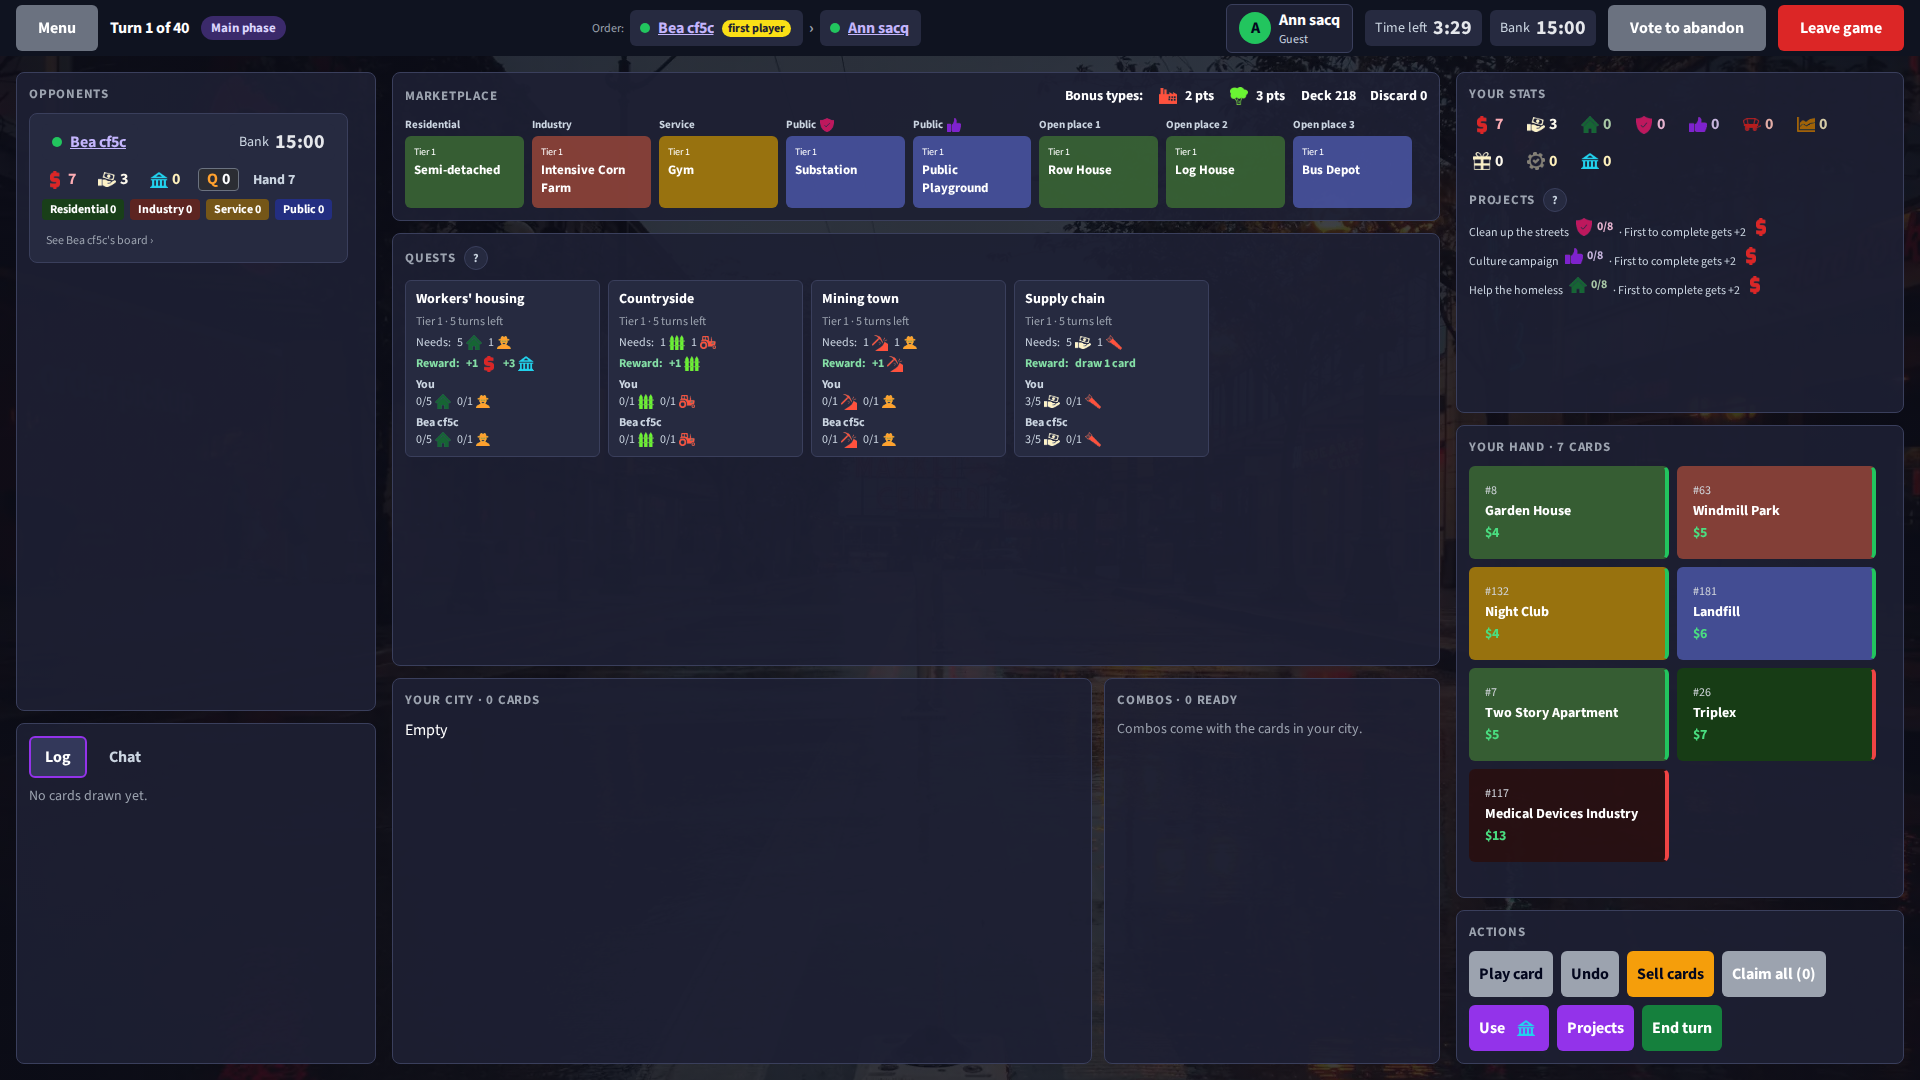 Menu
Turn 1 of 40
Main phase
Order:
Bea cf5c
first player
›
Ann sacq
A
Ann sacq
Guest
Time left 3:29
Bank 15:00
Vote to abandon
Leave game
OPPONENTS
Bea cf5c
Bank 15:00
7
3
0
Q 0
Hand 7
Residential 0
Industry 0
Service 0
Public 0
See Bea cf5c's board ›
Log
Chat
No cards drawn yet.
MARKETPLACE
Bonus types:
2 pts
3 pts
Deck 218
Discard 0
Residential
Tier 1
Semi-detached
Industry
Tier 1
Intensive Corn
Farm
Service
Tier 1
Gym
Public
Tier 1
Substation
Public
Tier 1
Public
Playground
Open place 1
Tier 1
Row House
Open place 2
Tier 1
Log House
Open place 3
Tier 1
Bus Depot
QUESTS ?
Workers' housing
Tier 1 · 5 turns left
Needs: 5 1
Reward: +1 +3
You
0/5 0/1
Bea cf5c
0/5 0/1
Countryside
Tier 1 · 5 turns left
Needs: 1 1
Reward: +1
You
0/1 0/1
Bea cf5c
0/1 0/1
Mining town
Tier 1 · 5 turns left
Needs: 1 1
Reward: +1
You
0/1 0/1
Bea cf5c
0/1 0/1
Supply chain
Tier 1 · 5 turns left
Needs: 5 1
Reward: draw 1 card
You
3/5 0/1
Bea cf5c
3/5 0/1
YOUR CITY · 0 CARDS
Empty
COMBOS · 0 READY
Combos come with the cards in your city.
YOUR STATS
$ 7 3 0 0 0 0 0
0 0 0
PROJECTS ?
Clean up the streets 0/8 · First to complete gets +2 $
Culture campaign 0/8 · First to complete gets +2 $
Help the homeless 0/8 · First to complete gets +2 $
YOUR HAND · 7 CARDS
#8
Garden House
$4
#63
Windmill Park
$5
#132
Night Club
$4
#181
Landfill
$6
#7
Two Story Apartment
$5
#26
Triplex
$7
#117
Medical Devices Industry
$13
ACTIONS
Play card
Undo
Sell cards
Claim all (0)
Use
Projects
End turn